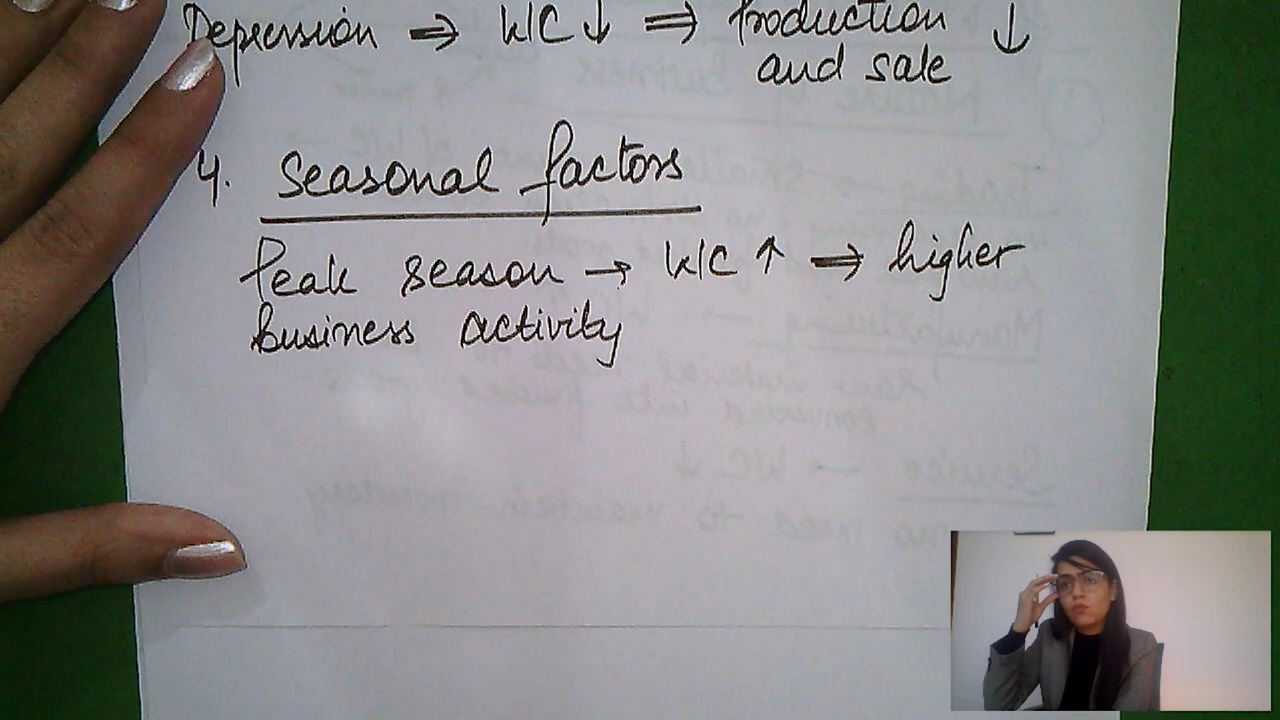 Depression ⇒ W/C ↓ ⇒ Production ↓
and sale
4. Seasonal factors
Peak season → W/C ↑ ⇒ higher
business activity